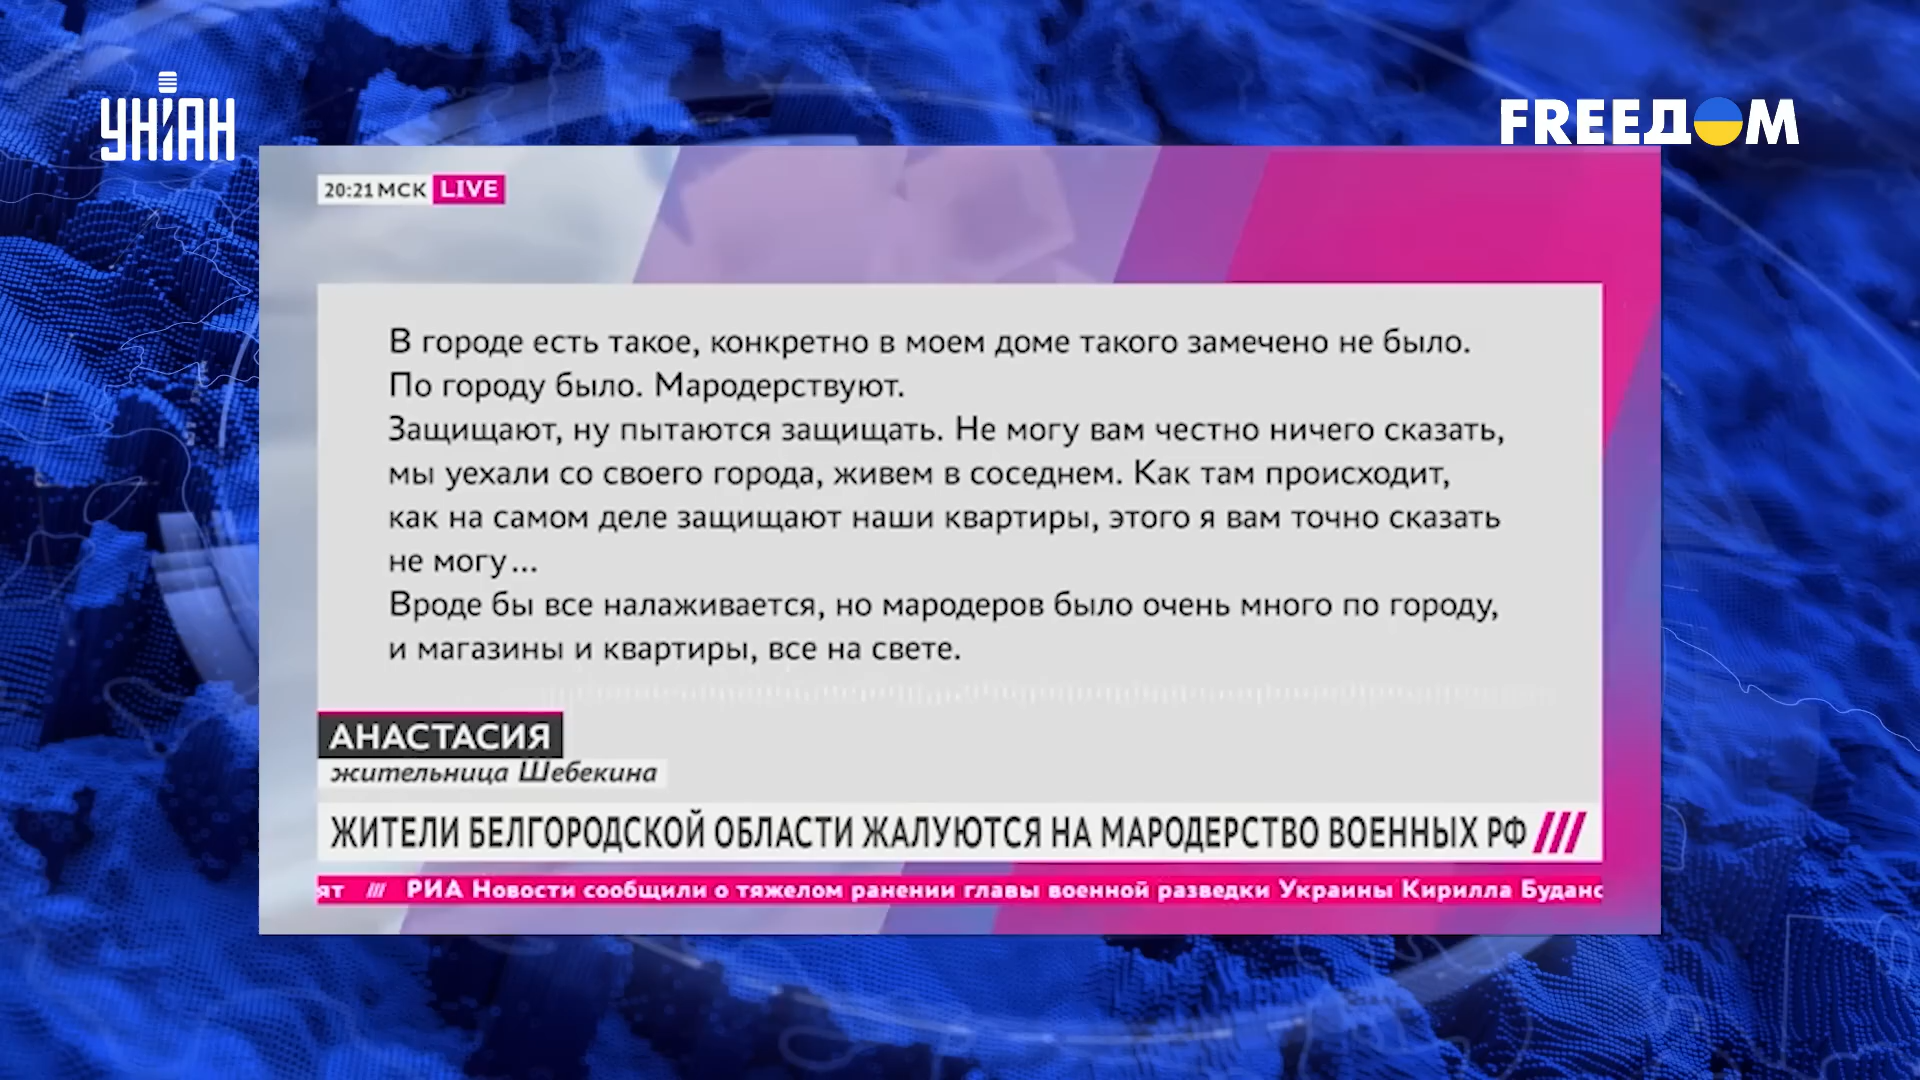 УНІАН
FREEДОМ
20:21 МСК LIVE
В городе есть такое, конкретно в моем доме такого замечено не было.
По городу было. Мародерствуют.
Защищают, ну пытаются защищать. Не могу вам честно ничего сказать,
мы уехали со своего города, живем в соседнем. Как там происходит,
как на самом деле защищают наши квартиры, этого я вам точно сказать
не могу...
Вроде бы все налаживается, но мародеров было очень много по городу,
и магазины и квартиры, все на свете.
АНАСТАСИЯ
жительница Шебекина
ЖИТЕЛИ БЕЛГОРОДСКОЙ ОБЛАСТИ ЖАЛУЮТСЯ НА МАРОДЕРСТВО ВОЕННЫХ РФ ///
ят /// РИА Новости сообщили о тяжелом ранении главы военной разведки Украины Кирилла Буданс